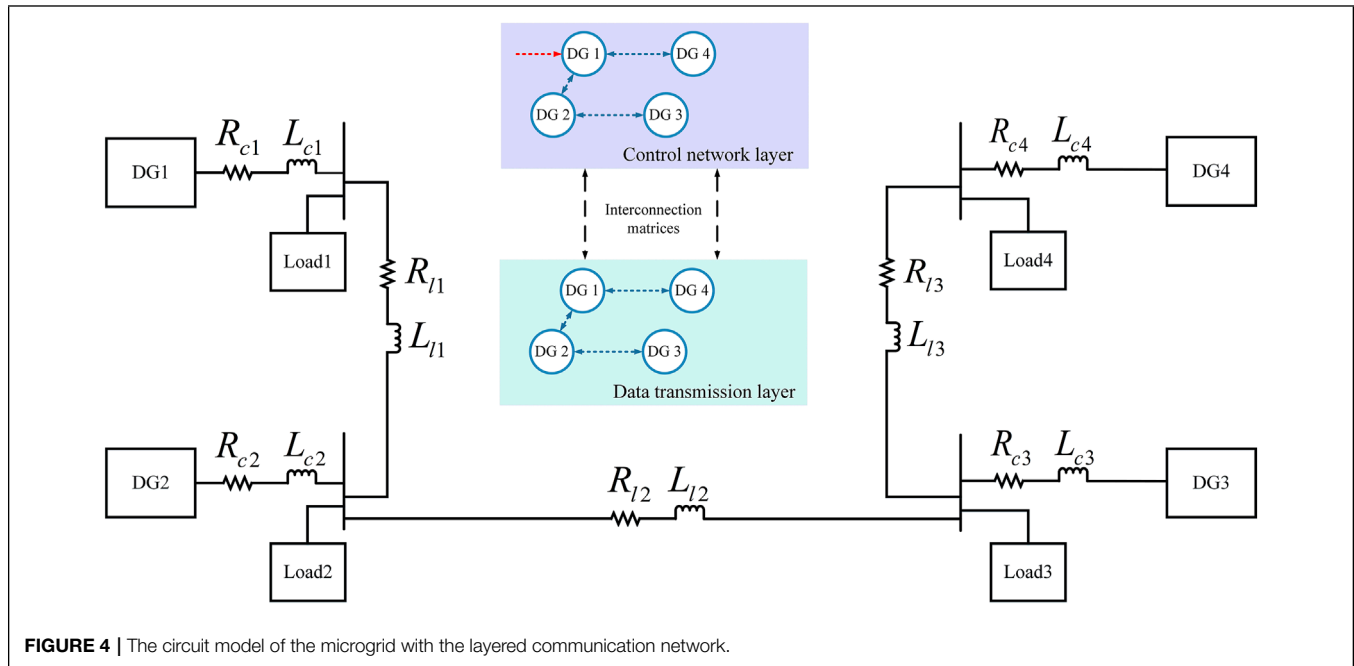 DG 1
DG 4
DG 2
DG 3
Control network layer
Interconnection
matrices
DG 1
DG 4
DG 2
DG 3
Data transmission layer
DG1
Rc1
Lc1
Load1
Rl1
Ll1
DG2
Rc2
Lc2
Load2
Rl2
Ll2
Rc4
Lc4
DG4
Load4
Rl3
Ll3
Rc3
Lc3
DG3
Load3
FIGURE 4 | The circuit model of the microgrid with the layered communication network.